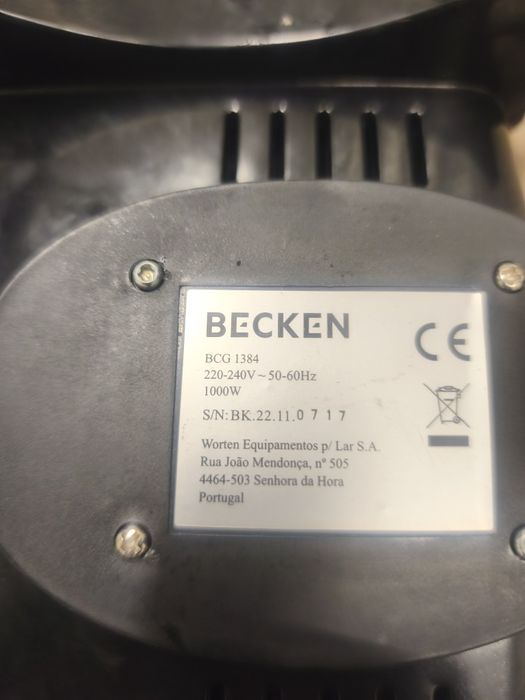 BECKEN
CE
BCG 1384
220-240V ~ 50-60Hz
1000W
S/N: BK.22.11.0717
Worten Equipamentos p/ Lar S.A.
Rua João Mendonça, nº 505
4464-503 Senhora da Hora
Portugal